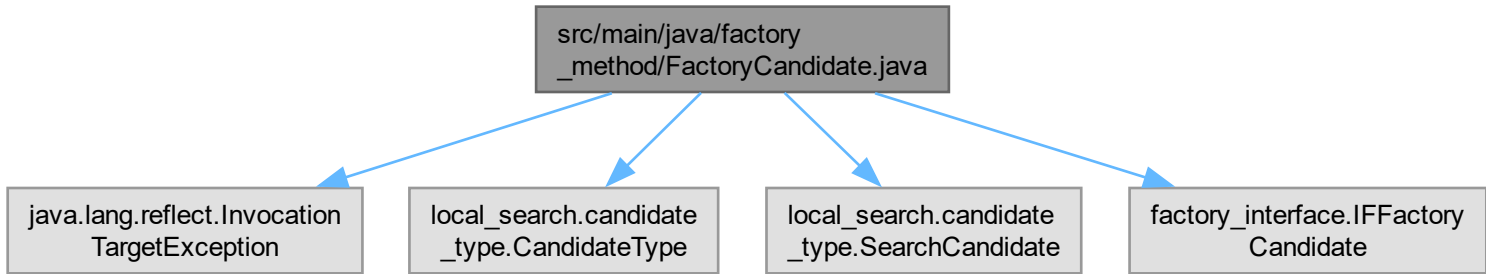 src/main/java/factory
_method/FactoryCandidate.java
java.lang.reflect.Invocation
TargetException
local_search.candidate
_type.CandidateType
local_search.candidate
_type.SearchCandidate
factory_interface.IFFactory
Candidate